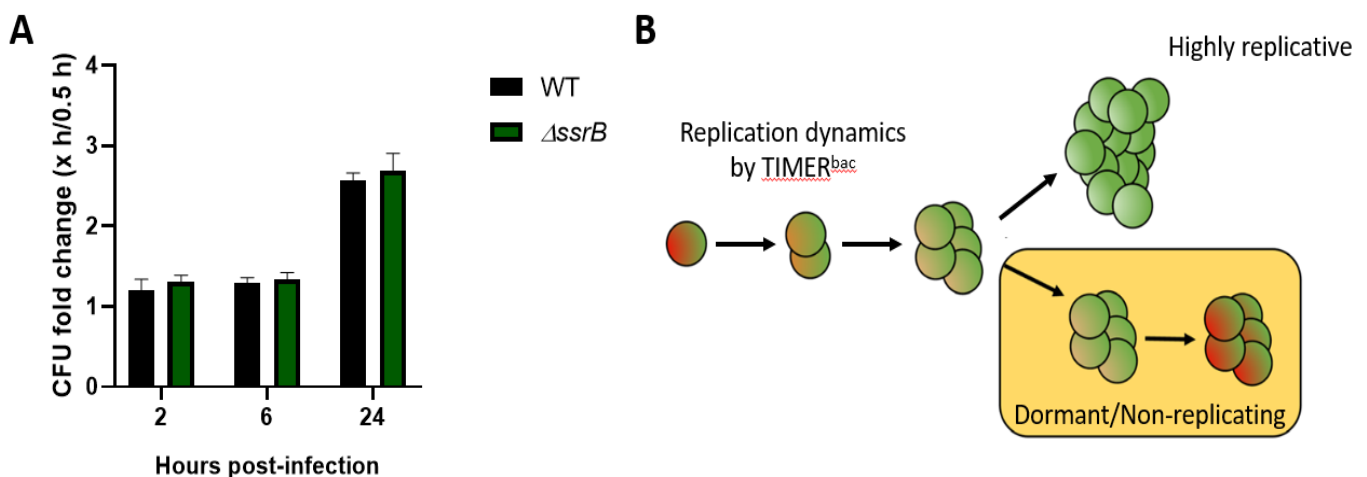 A
CFU fold change (x h/0.5 h)
4
3
2
1
0
2
6
24
Hours post-infection
WT
ΔssrB
B
Replication dynamics
by TIMERbac
Highly replicative
Dormant/Non-replicating